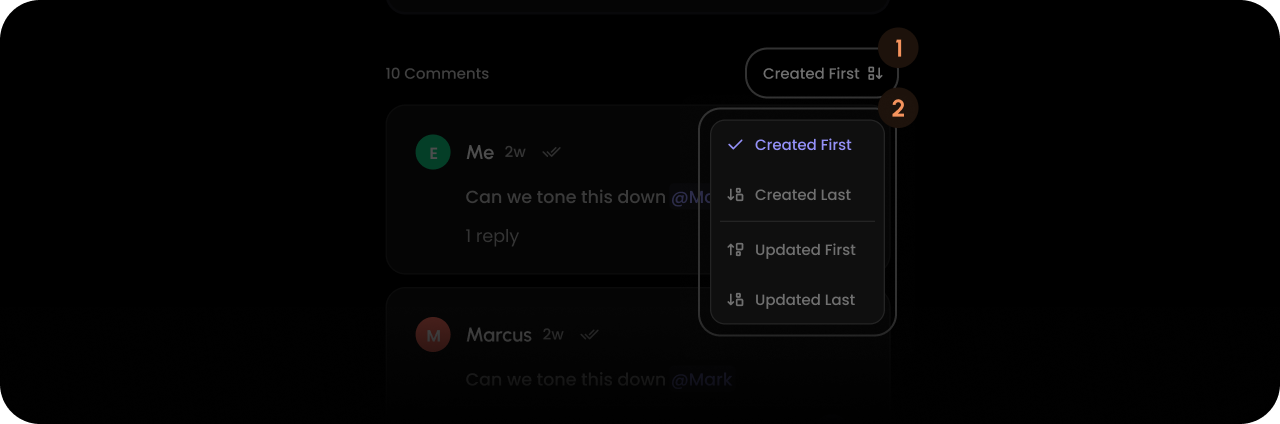 1
10 Comments
Created First
2
Created First
E
Me 2w
Created Last
Can we tone this down
1 reply
Updated First
Updated Last
M
Marcus 2w
Can we tone this down @Mark